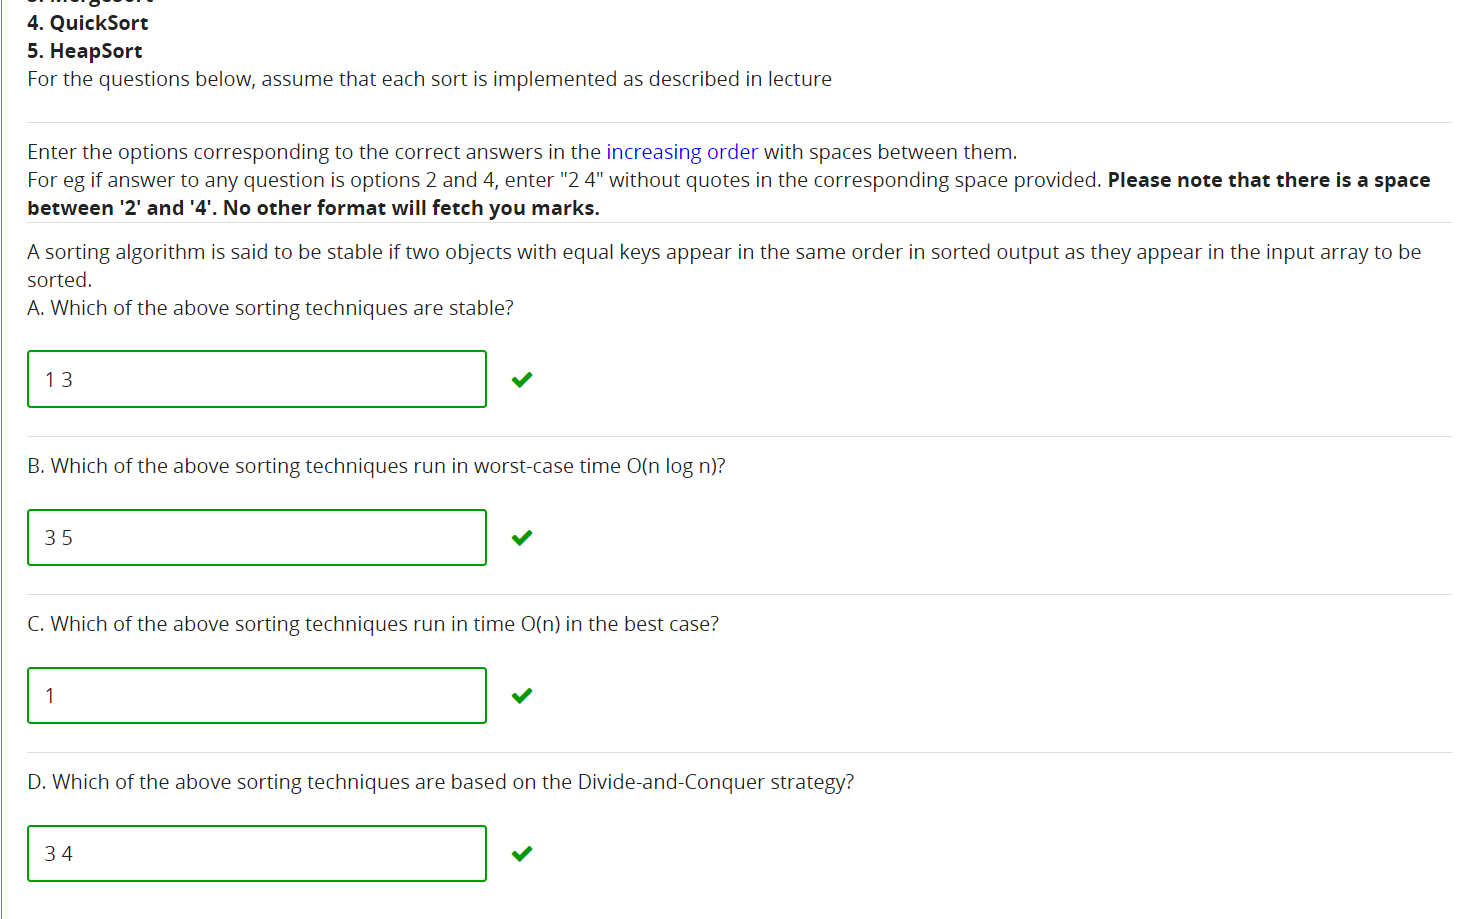 3. MergeSort
4. QuickSort
5. HeapSort
For the questions below, assume that each sort is implemented as described in lecture
Enter the options corresponding to the correct answers in the increasing order with spaces between them.
For eg if answer to any question is options 2 and 4, enter "2 4" without quotes in the corresponding space provided. Please note that there is a space
between '2' and '4'. No other format will fetch you marks.
A sorting algorithm is said to be stable if two objects with equal keys appear in the same order in sorted output as they appear in the input array to be
sorted.
A. Which of the above sorting techniques are stable?
1 3
B. Which of the above sorting techniques run in worst-case time O(n log n)?
3 5
C. Which of the above sorting techniques run in time O(n) in the best case?
1
D. Which of the above sorting techniques are based on the Divide-and-Conquer strategy?
3 4